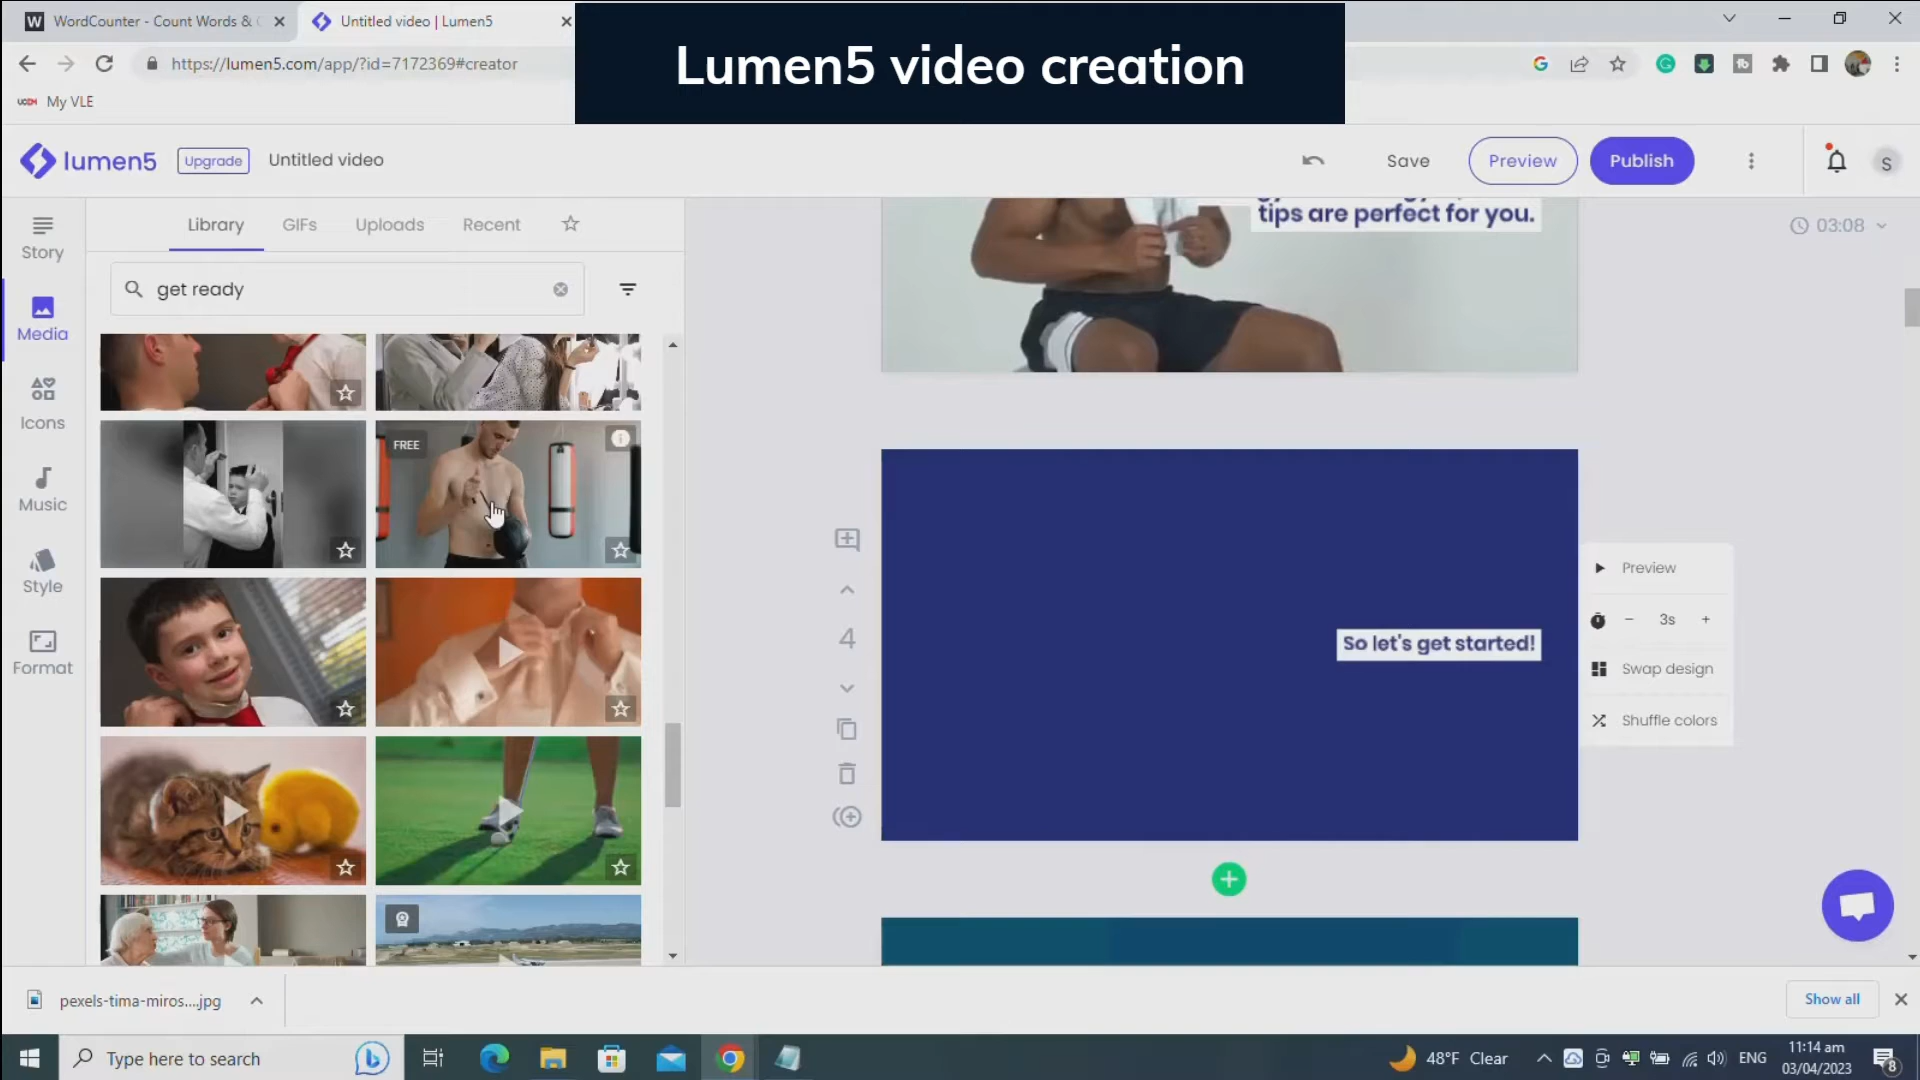 WordCounter - Count Words &
Untitled video | Lumen5
Lumen5 video creation
https://lumen5.com/app/?id=7172369#creator
UCEM My VLE
lumen5
Upgrade
Untitled video
Save
Preview
Publish
S
Story
Media
Icons
Music
Style
Format
Library
GIFs
Uploads
Recent
get ready
FREE
tips are perfect for you.
03:08
4
So let's get started!
Preview
- 3s +
Swap design
Shuffle colors
pexels-tima-miros....jpg
Show all
Type here to search
48°F Clear
ENG
11:14 am
03/04/2023
8